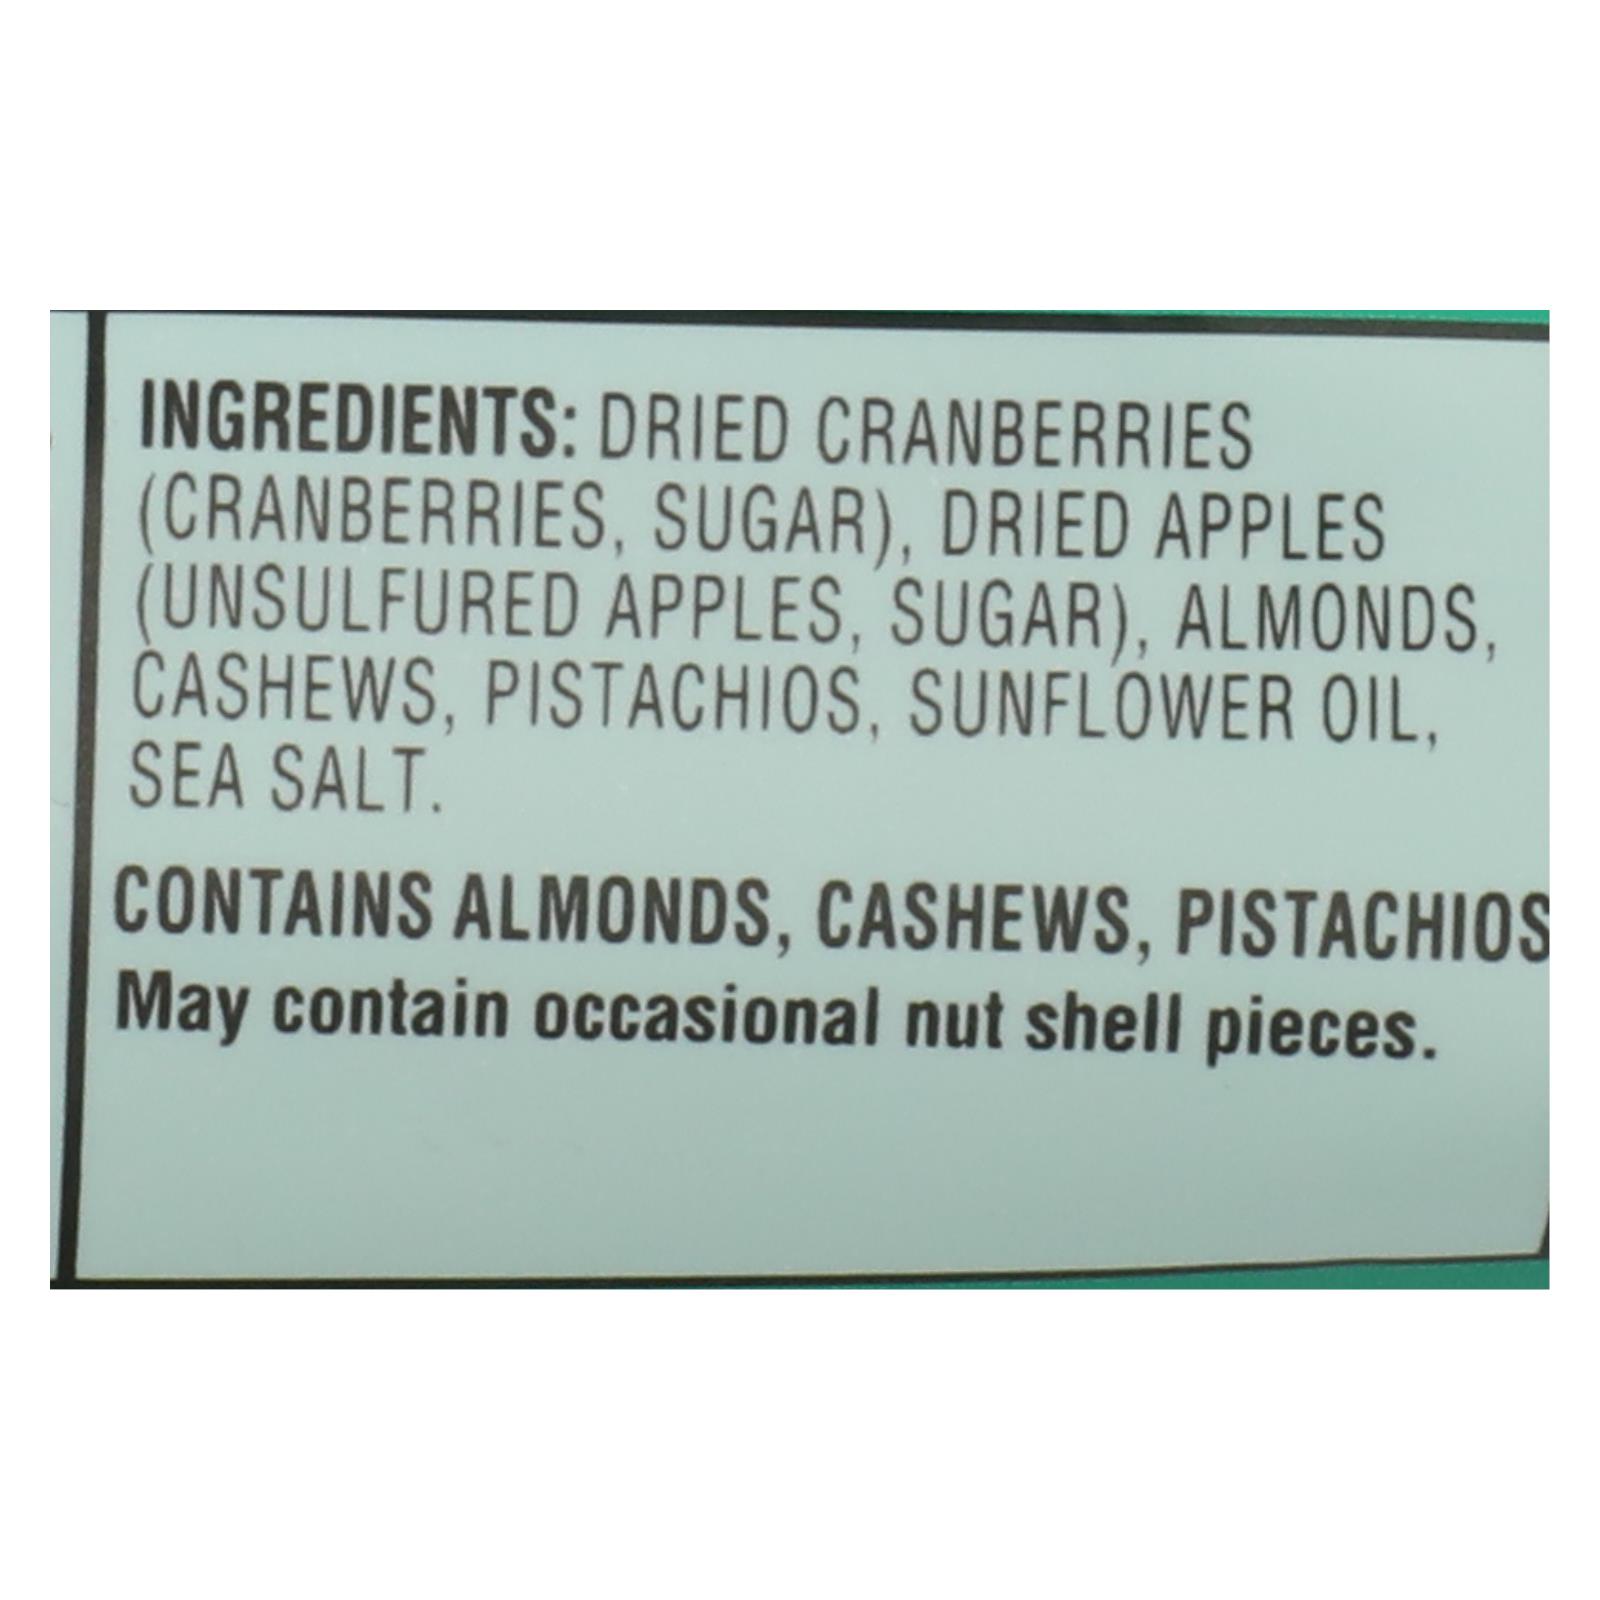 INGREDIENTS: DRIED CRANBERRIES
(CRANBERRIES, SUGAR), DRIED APPLES
(UNSULFURED APPLES, SUGAR), ALMONDS,
CASHEWS, PISTACHIOS, SUNFLOWER OIL,
SEA SALT.
CONTAINS ALMONDS, CASHEWS, PISTACHIOS
May contain occasional nut shell pieces.